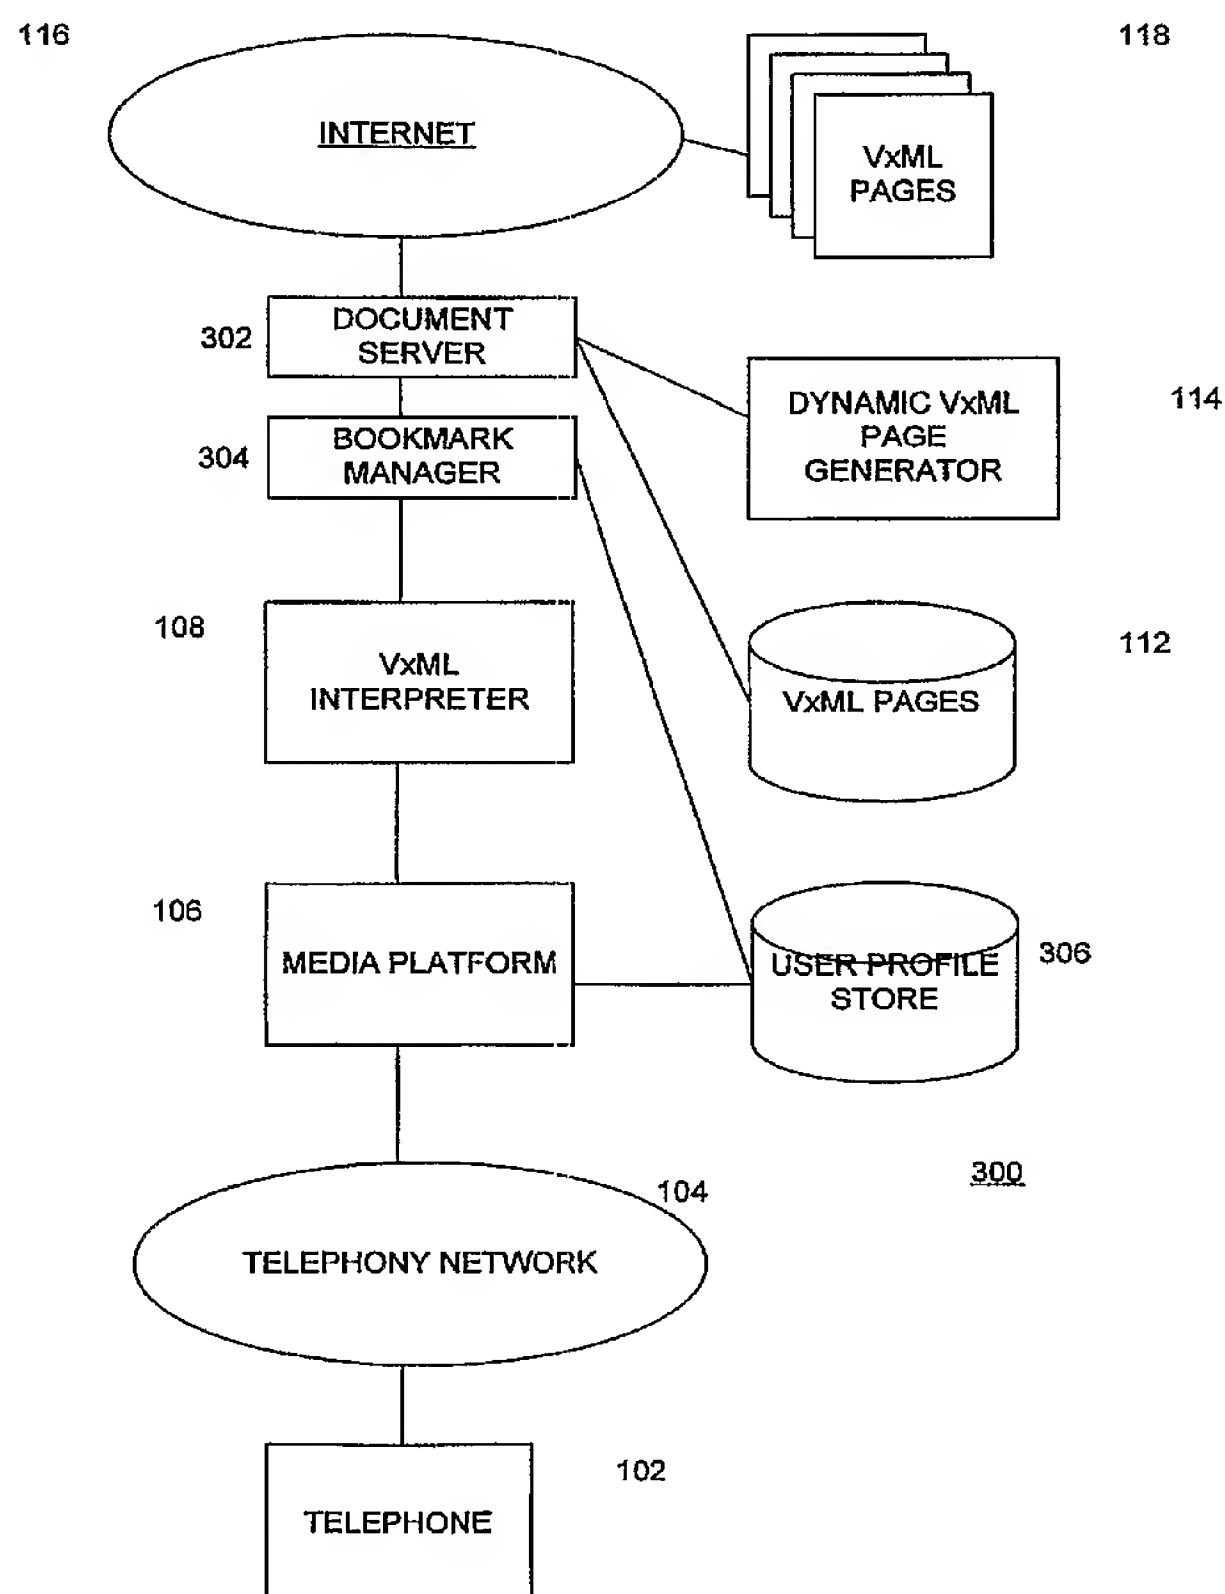 116
118
INTERNET
VxML
PAGES
302
DOCUMENT
SERVER
114
DYNAMIC VxML
PAGE
GENERATOR
304
BOOKMARK
MANAGER
108
VxML
INTERPRETER
112
VxML PAGES
106
MEDIA PLATFORM
306
USER PROFILE
STORE
300
104
TELEPHONY NETWORK
102
TELEPHONE